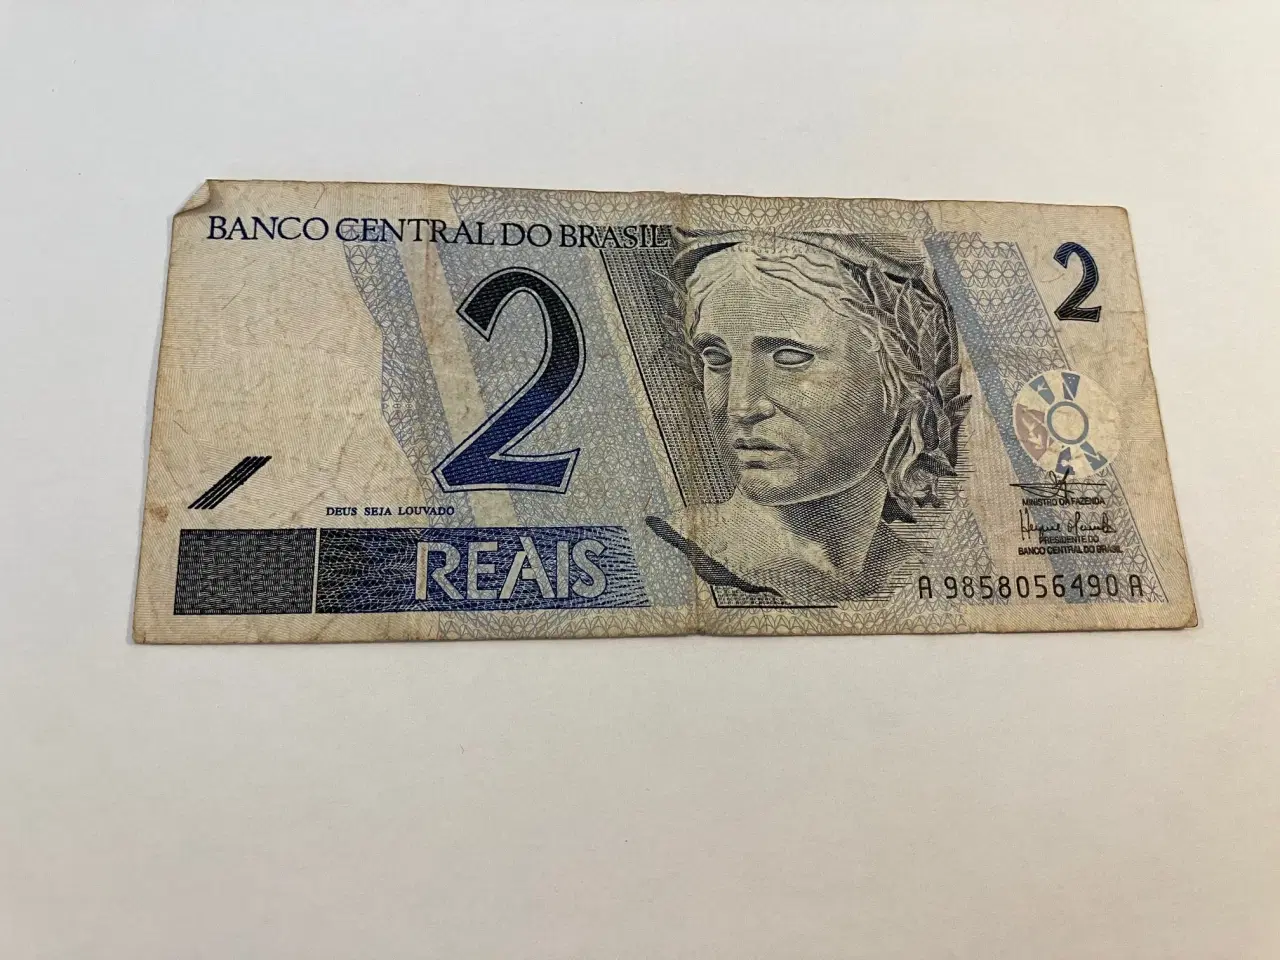 BANCO CENTRAL DO BRASIL
2
2
DEUS SEJA LOUVADO
REAIS
MINISTRO DA FAZENDA
PRESIDENTE DO
BANCO CENTRAL DO BRASIL
A 9858056490 A